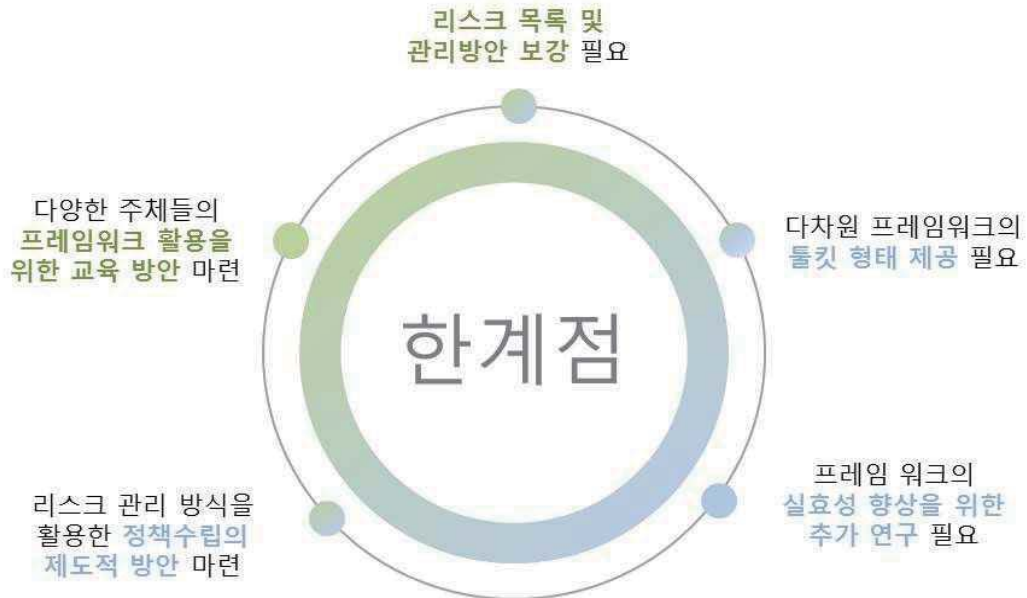 리스크 목록 및
관리방안 보강 필요
다양한 주체들의
프레임워크 활용을
위한 교육 방안 마련
다차원 프레임워크의
툴킷 형태 제공 필요
한계점
리스크 관리 방식을
활용한 정책수립의
제도적 방안 마련
프레임 워크의
실효성 향상을 위한
추가 연구 필요